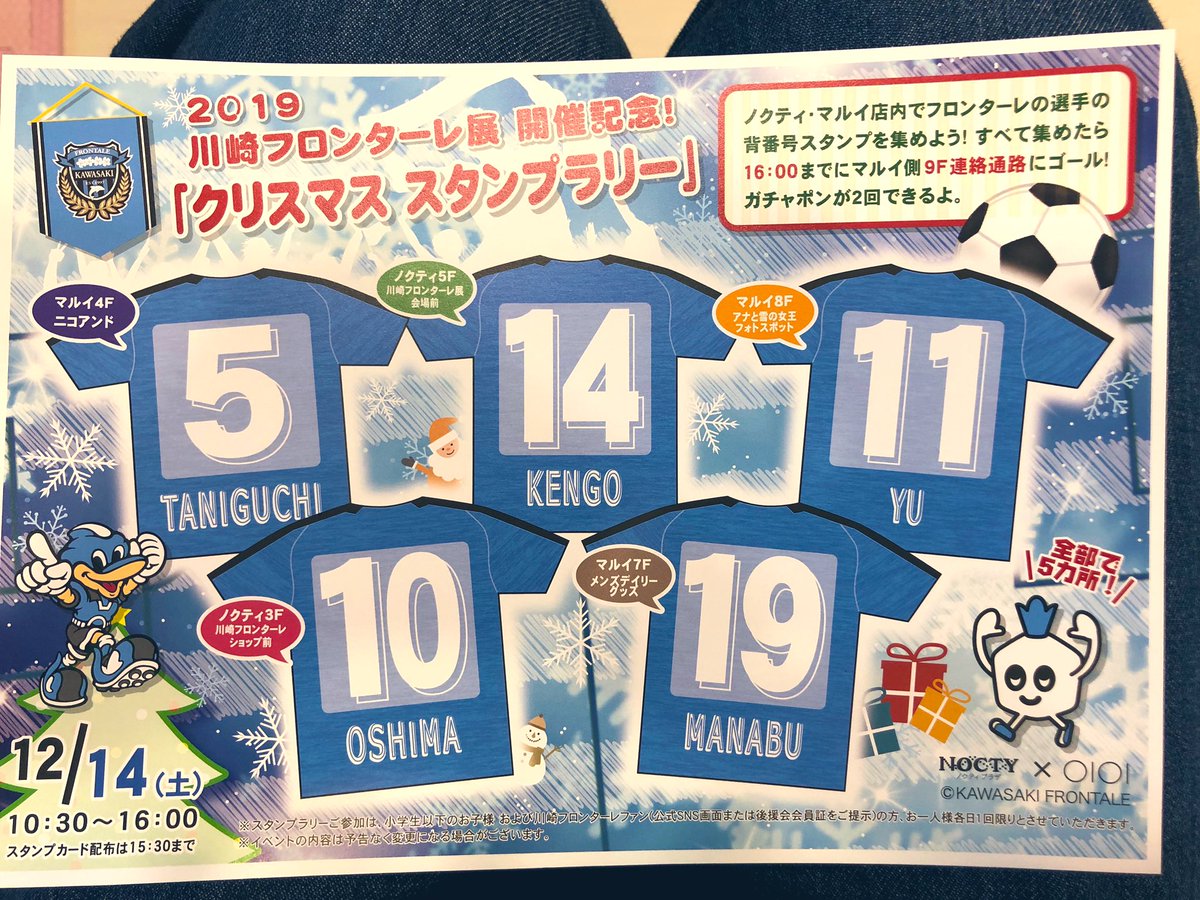 FRONTALE
KAWASAKI
2019
川崎フロンターレ展 開催記念!
「クリスマス スタンプラリー」
ノクティ・マルイ店内でフロンターレの選手の
背番号スタンプを集めよう! すべて集めたら
16:00までにマルイ側9F連絡通路にゴール!
ガチャポンが2回できるよ。
マルイ4F
ニコアンド
5
TANIGUCHI
ノクティ5F
川崎フロンターレ展
会場前
14
KENGO
マルイ8F
アナと雪の女王
フォトスポット
11
YU
ノクティ3F
川崎フロンターレ
ショップ前
10
OSHIMA
マルイ7F
メンズデイリー
グッズ
19
MANABU
全部で
5カ所!
12/14(土)
10:30〜16:00
スタンプカード配布は15:30まで
NOCTY × OIOI
ノクティプラザ
©KAWASAKI FRONTALE
※スタンプラリーご参加は、小学生以下のお子様 および川崎フロンターレファン(公式SNS画面または後援会会員証をご提示)の方、お一人様各日1回限りとさせていただきます。
※イベントの内容は予告なく変更になる場合がございます。